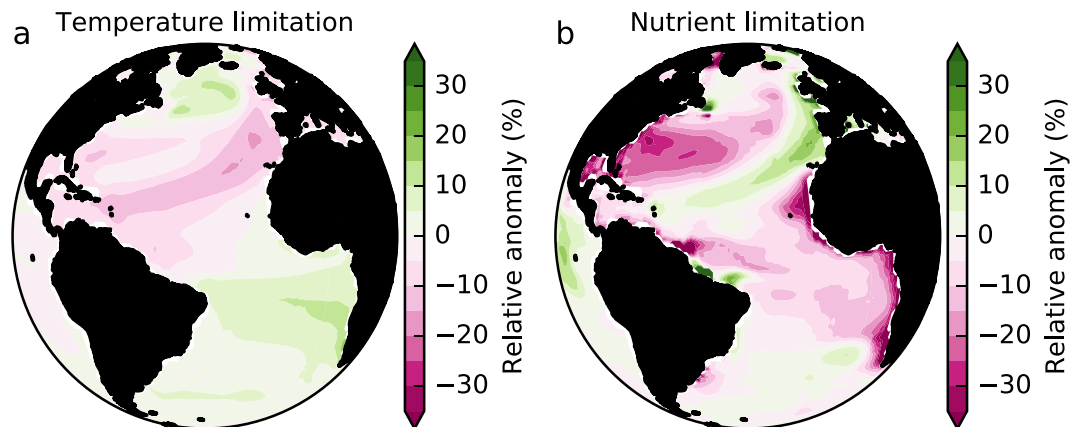 a
Temperature limitation
30
20
10
0
−10
−20
−30
Relative anomaly (%)
b
Nutrient limitation
30
20
10
0
−10
−20
−30
Relative anomaly (%)